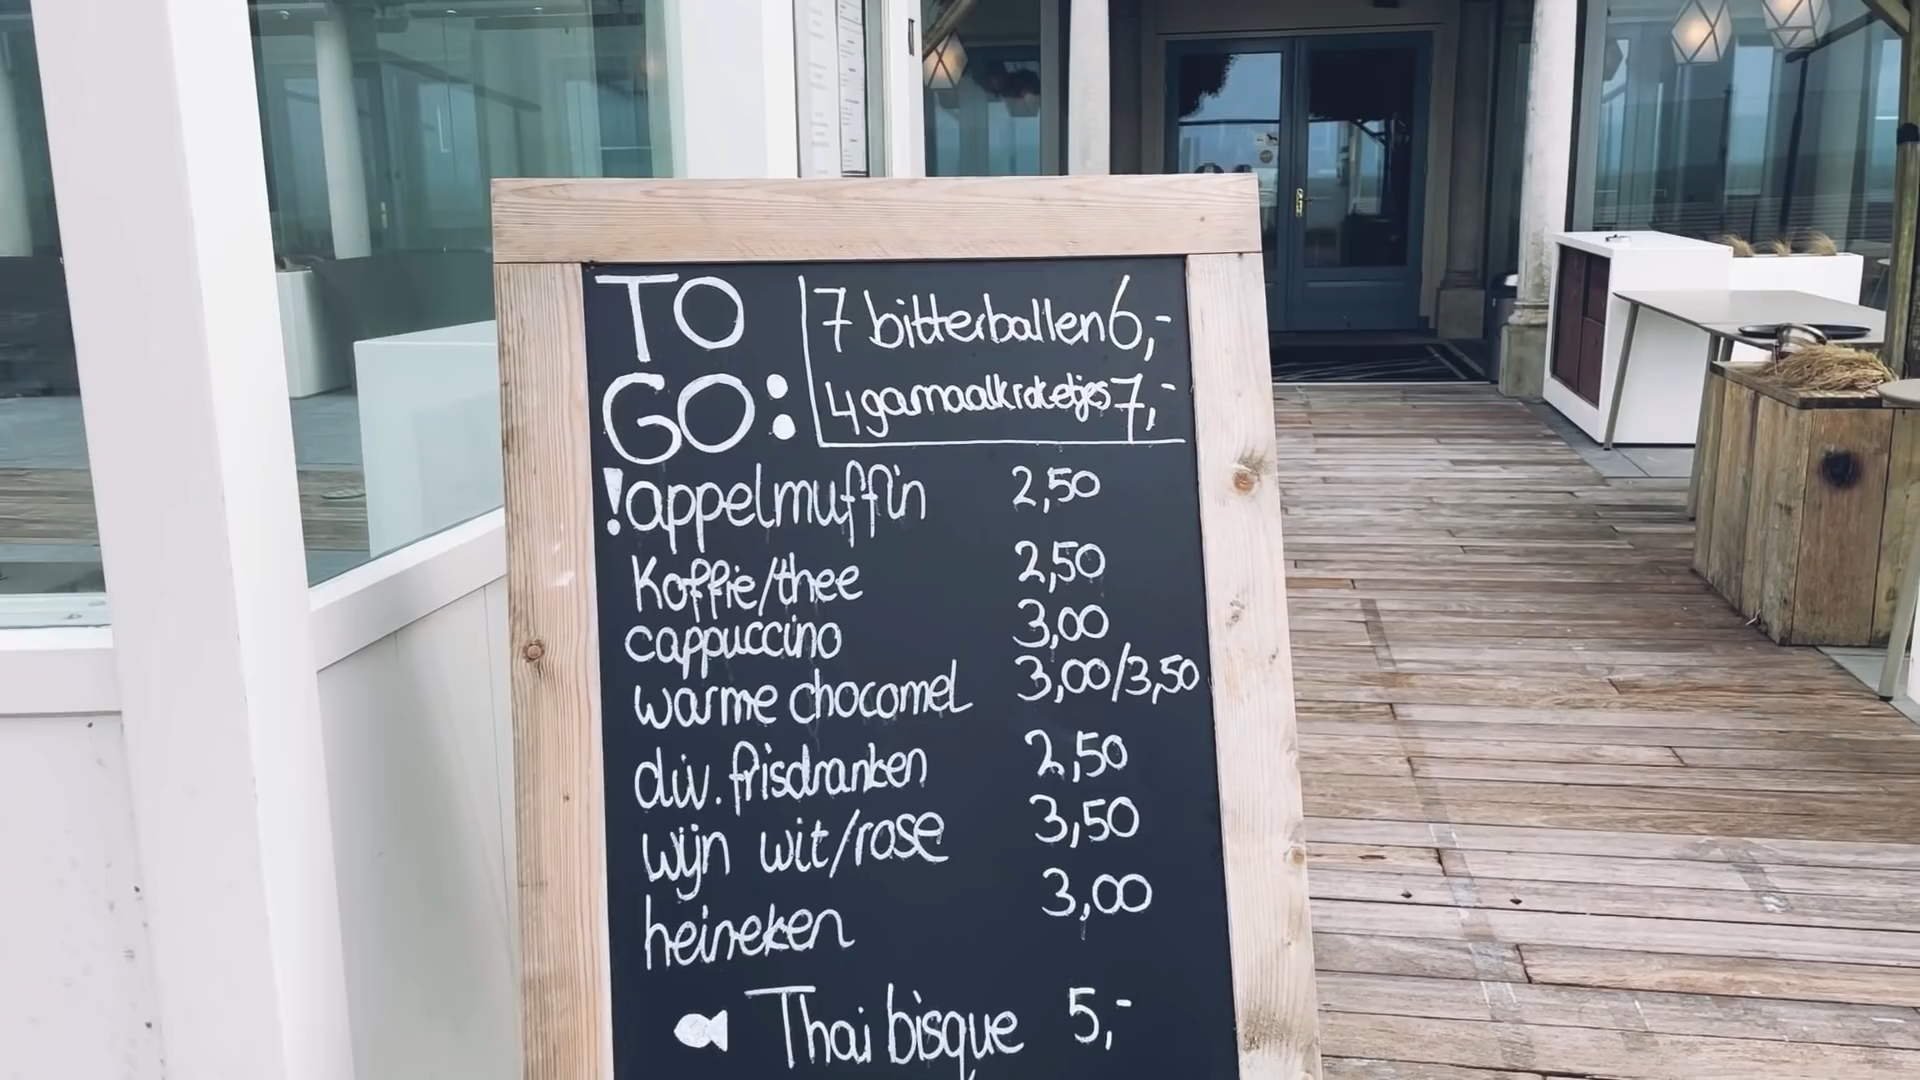 TO
GO:
7 bitterballen 6,-
4 garnaalkroketjes 7,-
!appelmuffin 2,50
Koffie/thee 2,50
cappuccino 3,00
warme chocomel 3,00/3,50
div. frisdranken 2,50
wijn wit/rose 3,50
heineken 3,00
Thai bisque 5,-